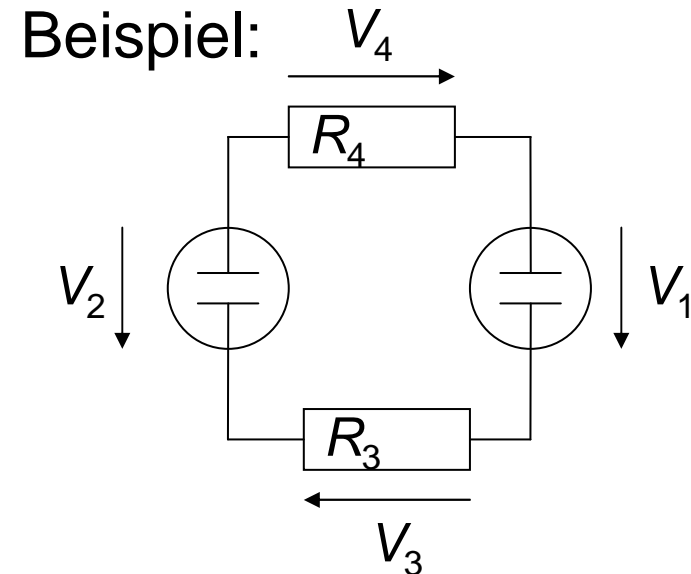 Beispiel:
V₄
R₄
V₂
V₁
R₃
V₃